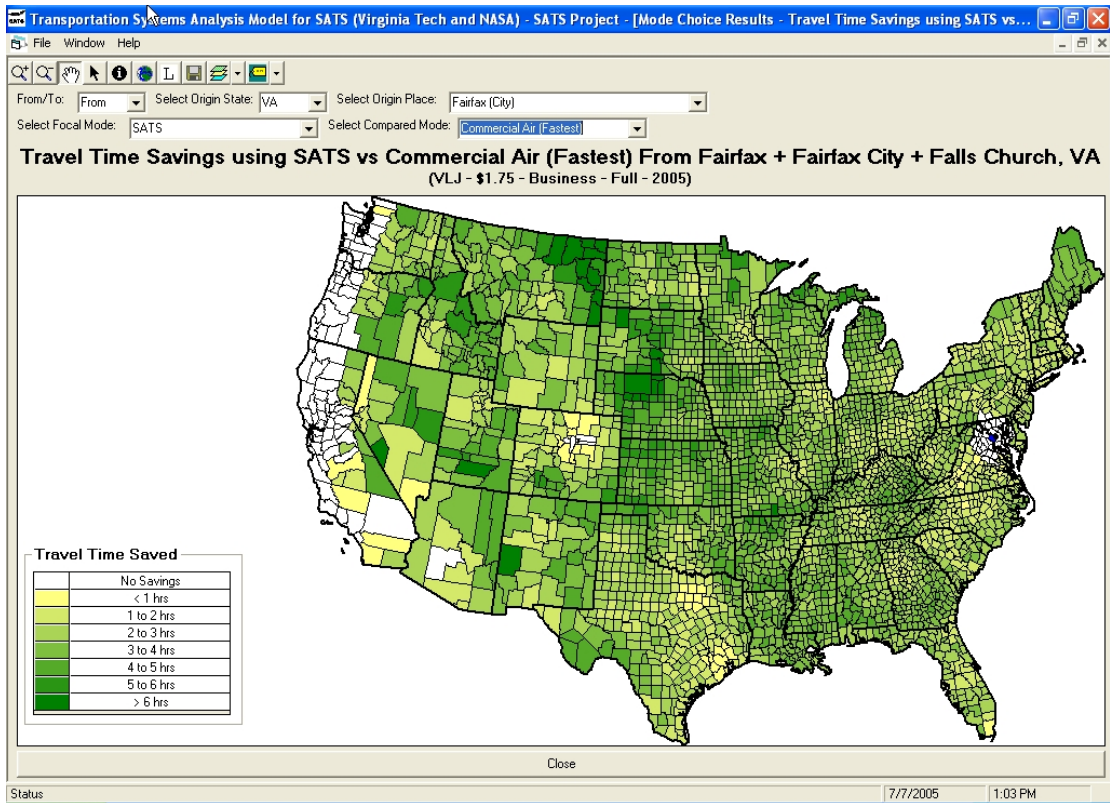 Transportation Systems Analysis Model for SATS (Virginia Tech and NASA) - SATS Project - [Mode Choice Results - Travel Time Savings using SATS vs...
File Window Help
L
From/To: From Select Origin State: VA Select Origin Place: Fairfax (City)
Select Focal Mode: SATS Select Compared Mode: Commercial Air (Fastest)
Travel Time Savings using SATS vs Commercial Air (Fastest) From Fairfax + Fairfax City + Falls Church, VA
(VLJ - $1.75 - Business - Full - 2005)
Travel Time Saved
No Savings
< 1 hrs
1 to 2 hrs
2 to 3 hrs
3 to 4 hrs
4 to 5 hrs
5 to 6 hrs
> 6 hrs
Close
Status 7/7/2005 1:03 PM